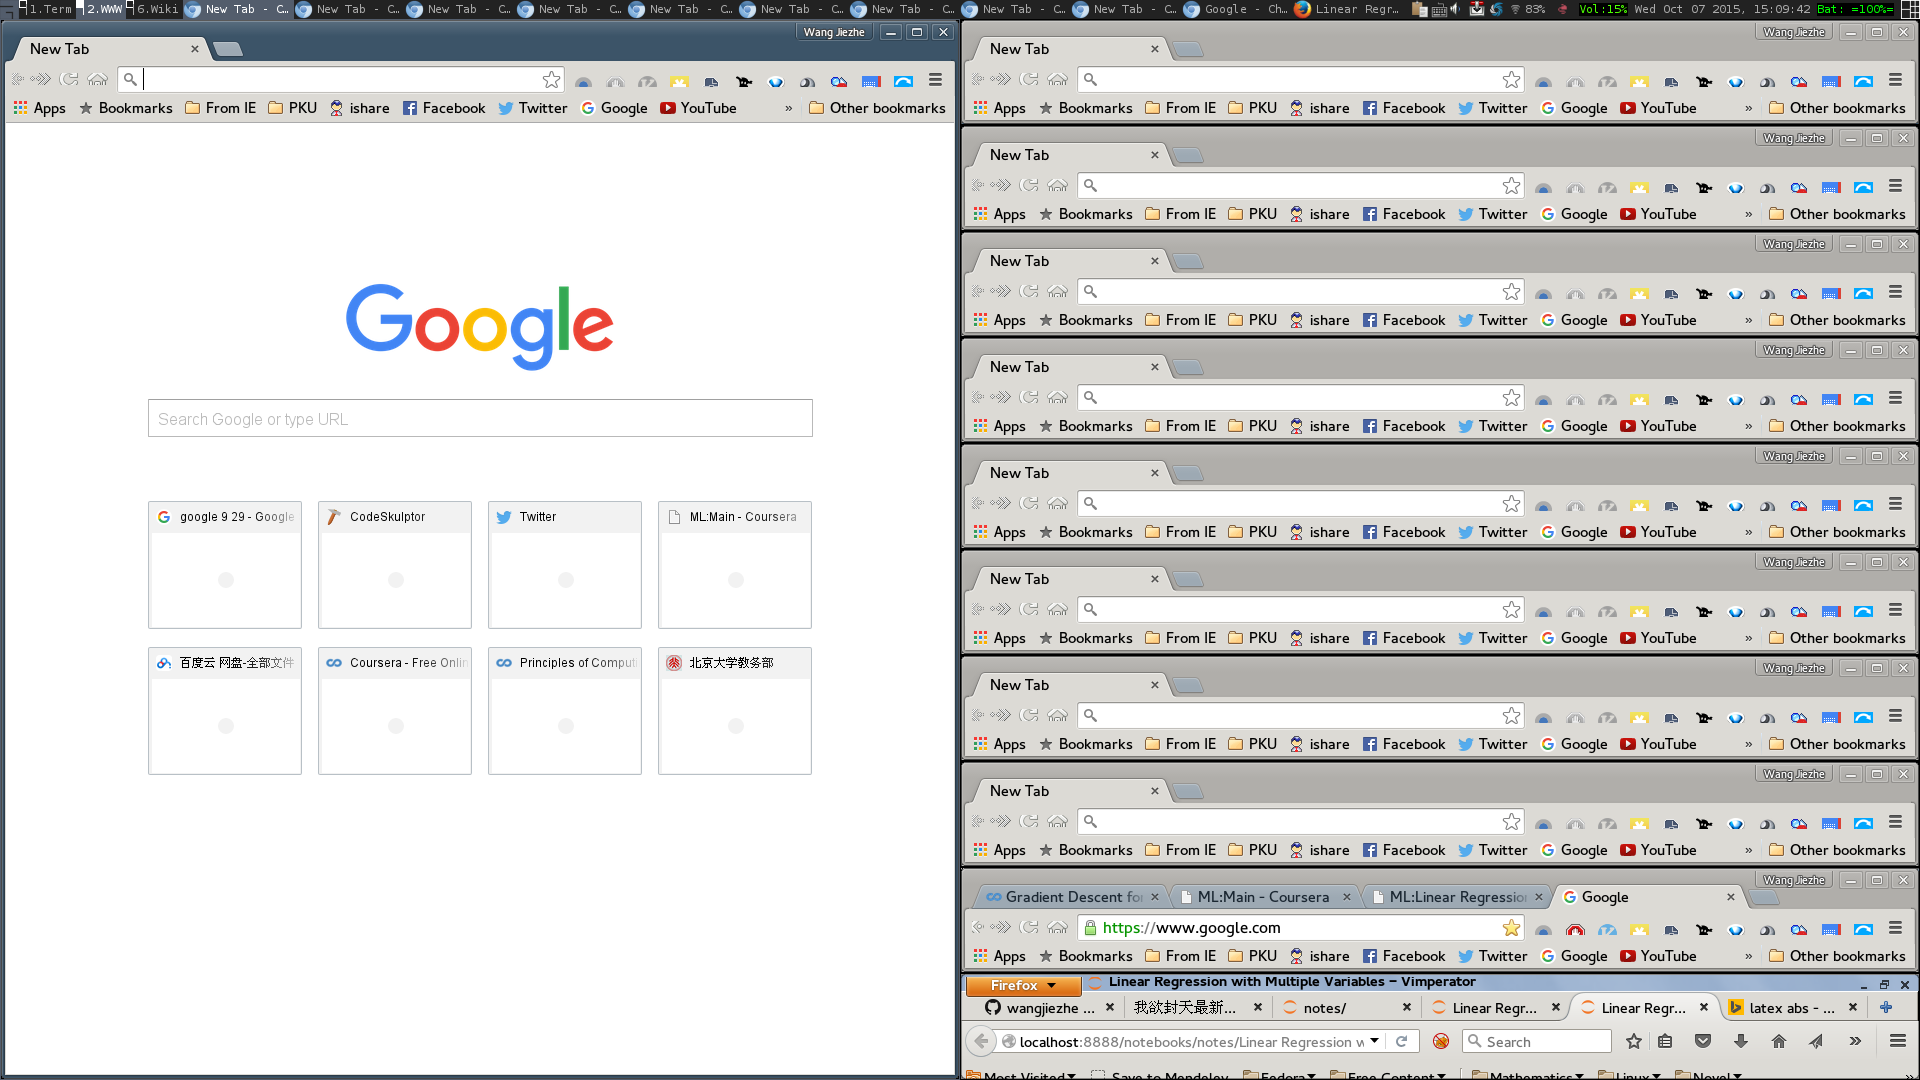 1.Term 2.WWW 6.Wiki New Tab - C... New Tab - C... New Tab - C... New Tab - C... New Tab - C... New Tab - C... New Tab - C... New Tab - C... New Tab - C... Google - Ch... Linear Regr... 83% Vol:15% Wed Oct 07 2015, 15:09:42 Bat: =100%=
Wang Jiezhe
New Tab
Apps Bookmarks From IE PKU ishare Facebook Twitter Google YouTube » Other bookmarks
Google
Search Google or type URL
google 9 29 - Google CodeSkulptor Twitter ML:Main - Coursera
百度云 网盘-全部文件 Coursera - Free Onlin Principles of Comput 北京大学教务部
Wang Jiezhe
New Tab
Apps Bookmarks From IE PKU ishare Facebook Twitter Google YouTube » Other bookmarks
Wang Jiezhe
New Tab
Apps Bookmarks From IE PKU ishare Facebook Twitter Google YouTube » Other bookmarks
Wang Jiezhe
New Tab
Apps Bookmarks From IE PKU ishare Facebook Twitter Google YouTube » Other bookmarks
Wang Jiezhe
New Tab
Apps Bookmarks From IE PKU ishare Facebook Twitter Google YouTube » Other bookmarks
Wang Jiezhe
New Tab
Apps Bookmarks From IE PKU ishare Facebook Twitter Google YouTube » Other bookmarks
Wang Jiezhe
New Tab
Apps Bookmarks From IE PKU ishare Facebook Twitter Google YouTube » Other bookmarks
Wang Jiezhe
New Tab
Apps Bookmarks From IE PKU ishare Facebook Twitter Google YouTube » Other bookmarks
Wang Jiezhe
New Tab
Apps Bookmarks From IE PKU ishare Facebook Twitter Google YouTube » Other bookmarks
Wang Jiezhe
Gradient Descent for ML:Main - Coursera ML:Linear Regression Google
https://www.google.com
Apps Bookmarks From IE PKU ishare Facebook Twitter Google YouTube » Other bookmarks
Firefox Linear Regression with Multiple Variables - Vimperator
wangjiezhe ... 我欲封天最新... notes/ Linear Regr... Linear Regr... latex abs - ...
localhost:8888/notebooks/notes/Linear Regression w Search »
Most Visited Save to Mendeley Fedora Free Content Mathematics Linux Novel